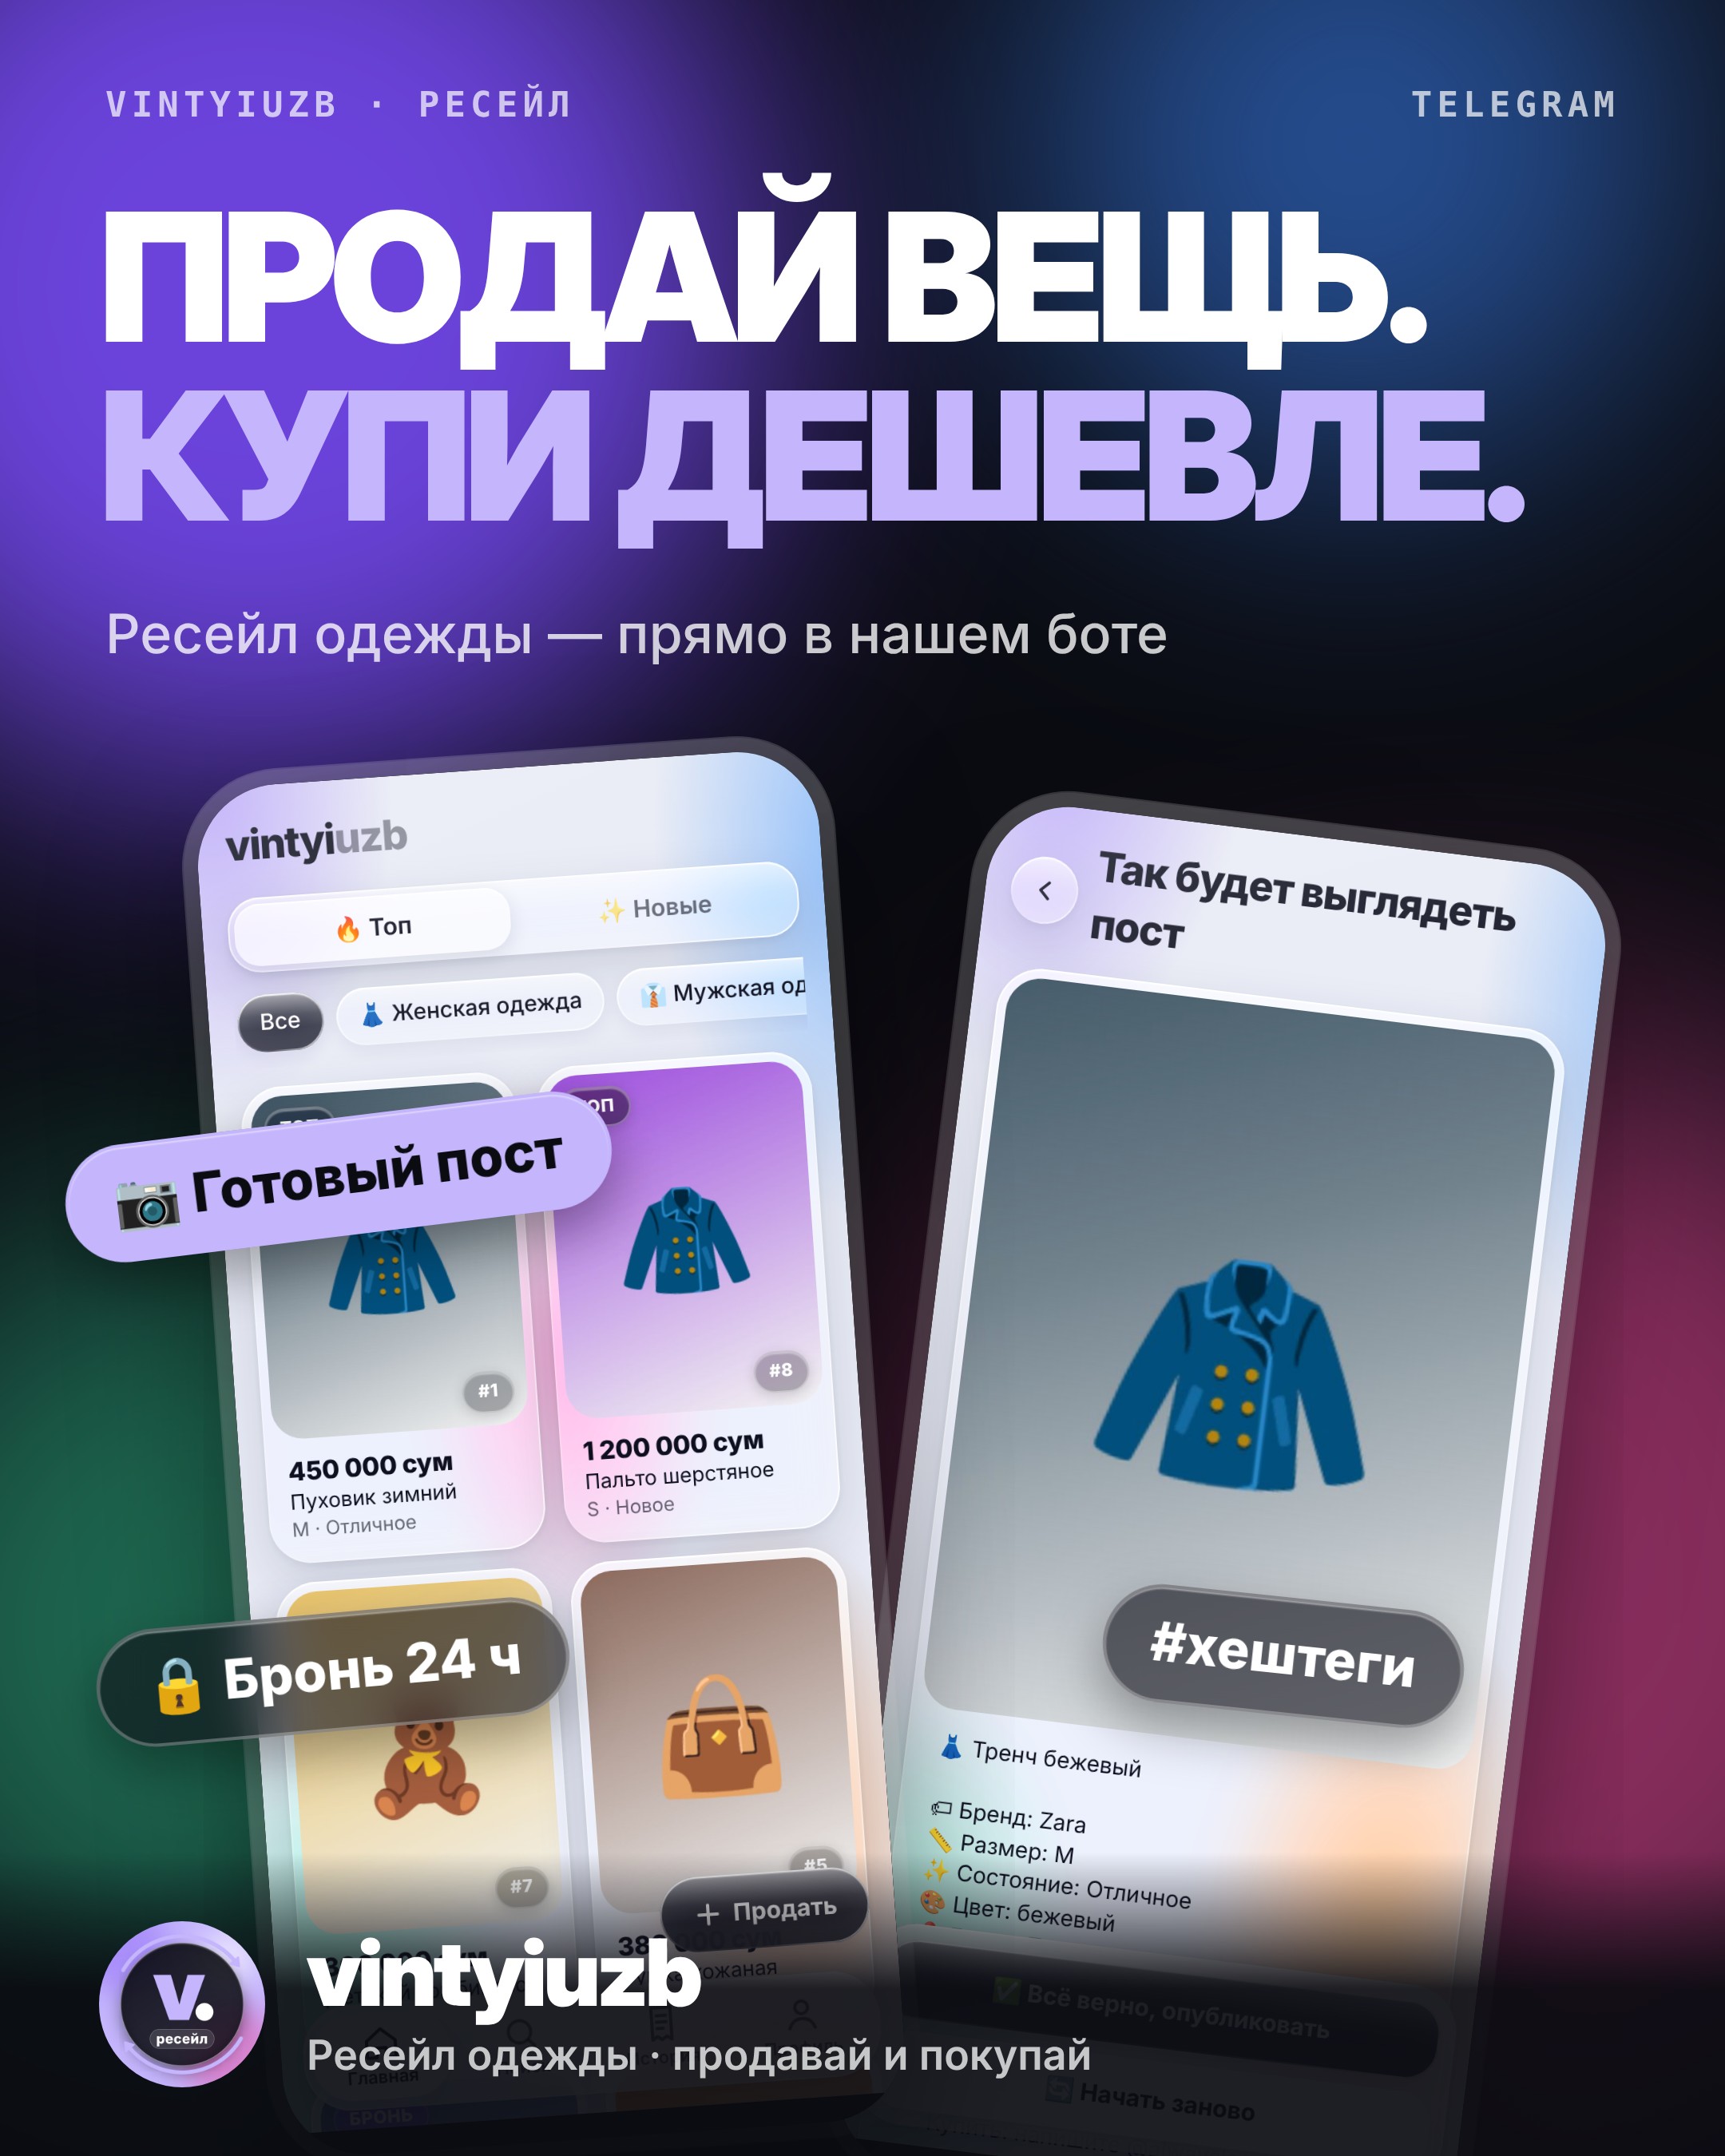 VINTYIUZB · РЕСЕЙЛ
TELEGRAM
ПРОДАЙ ВЕЩЬ.
КУПИ ДЕШЕВЛЕ.
Ресейл одежды — прямо в нашем боте
vintyiuzb
🔥 Топ
✨ Новые
Все
👗 Женская одежда
👔 Мужская од
📷 Готовый пост
#1
#8
450 000 сум
Пуховик зимний
M · Отличное
1 200 000 сум
Пальто шерстяное
S · Новое
🔒 Бронь 24 ч
#7
#5
+ Продать
Главная
БРОНЬ
Так будет выглядеть
пост
#хештеги
👗 Тренч бежевый
🏷 Бренд: Zara
📏 Размер: M
✨ Состояние: Отличное
🎨 Цвет: бежевый
✅ Всё верно, опубликовать
🔄 Начать заново
v.
ресейл
vintyiuzb
Ресейл одежды · продавай и покупай